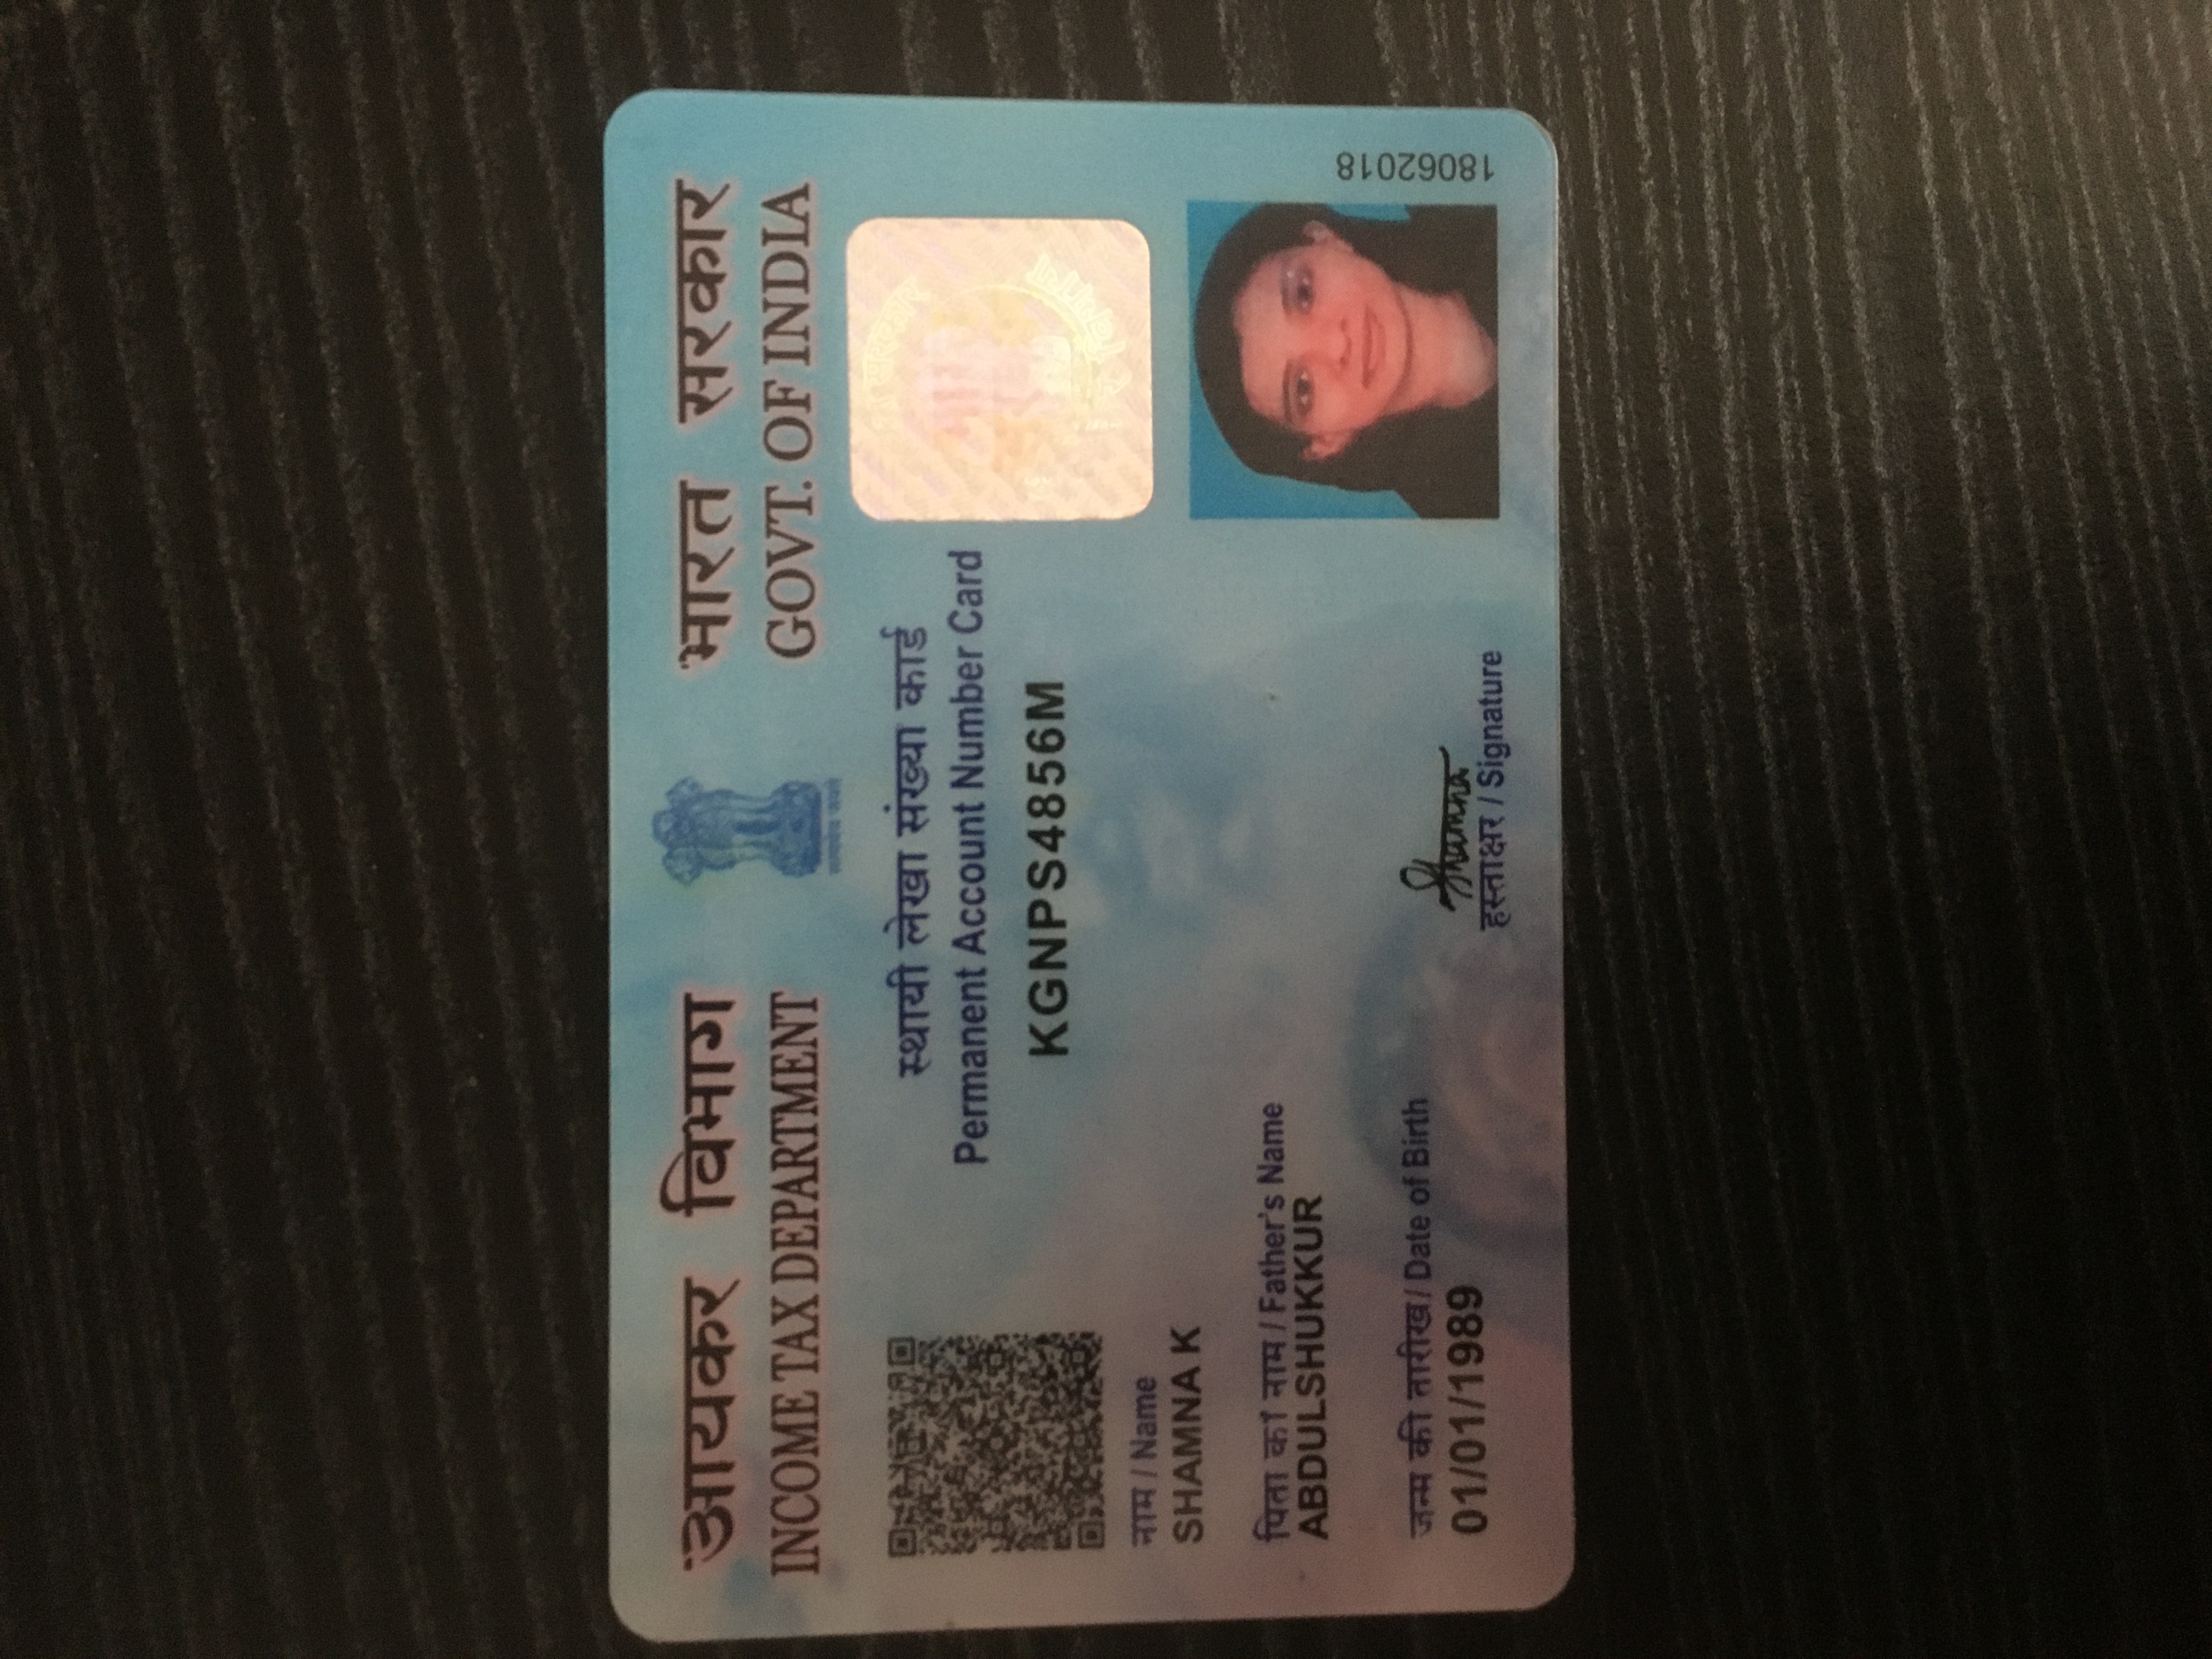 आयकर विभाग
INCOME TAX DEPARTMENT
भारत सरकार
GOVT. OF INDIA
सत्यमेव जयते
स्थायी लेखा संख्या कार्ड
Permanent Account Number Card
KGNPS4856M
नाम / Name
SHAMNA K
पिता का नाम / Father's Name
ABDULSHUKKUR
जन्म की तारीख / Date of Birth
01/01/1989
Shamna
हस्ताक्षर / Signature
18062018